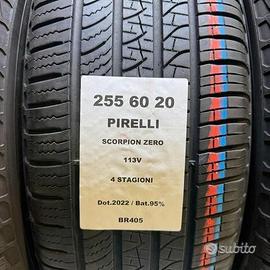 255 60 20
PIRELLI
SCORPION ZERO
113V
4 STAGIONI
Dot.2022 / Bat.95%
BR405
subito